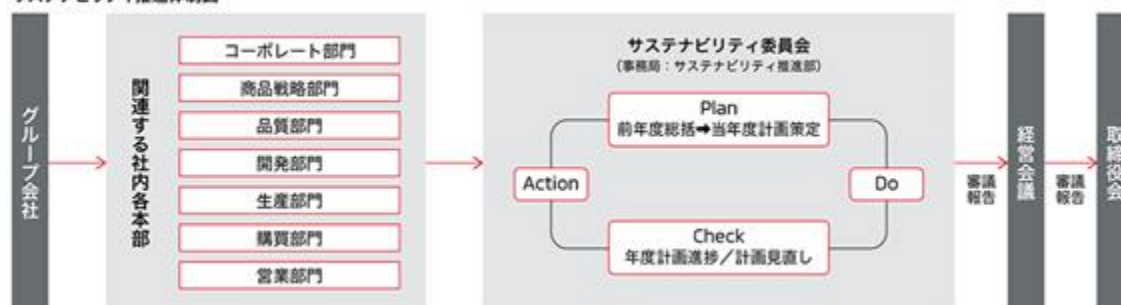 グループ会社
関連する社内各本部
コーポレート部門
商品戦略部門
品質部門
開発部門
生産部門
購買部門
営業部門
サステナビリティ委員会
(事務局:サステナビリティ推進部)
Plan
前年度総括➡当年度計画策定
Action
Do
Check
年度計画進捗/計画見直し
審議
報告
経営会議
審議
報告
取締役会